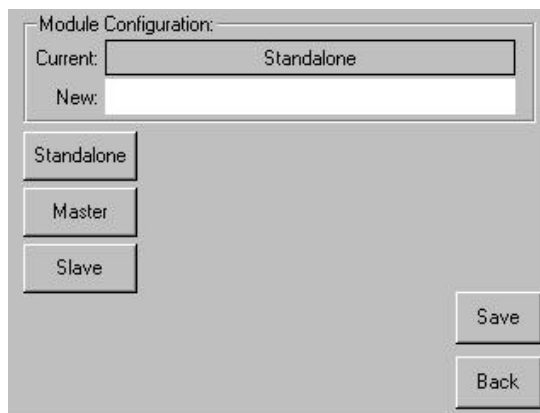 Module Configuration:
Current: Standalone
New:
Standalone
Master
Slave
Save
Back